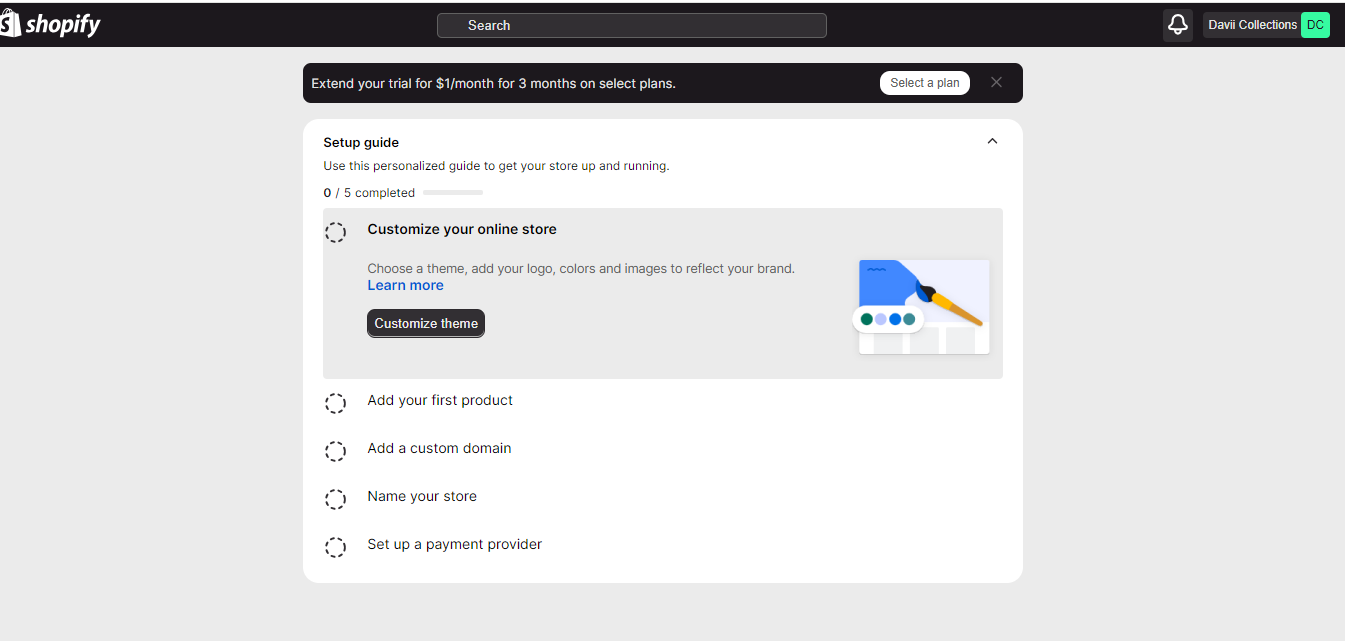 shopify
Search
Davii Collections DC
Extend your trial for $1/month for 3 months on select plans.
Select a plan
Setup guide
Use this personalized guide to get your store up and running.
0 / 5 completed
Customize your online store
Choose a theme, add your logo, colors and images to reflect your brand.
Learn more
Customize theme
Add your first product
Add a custom domain
Name your store
Set up a payment provider